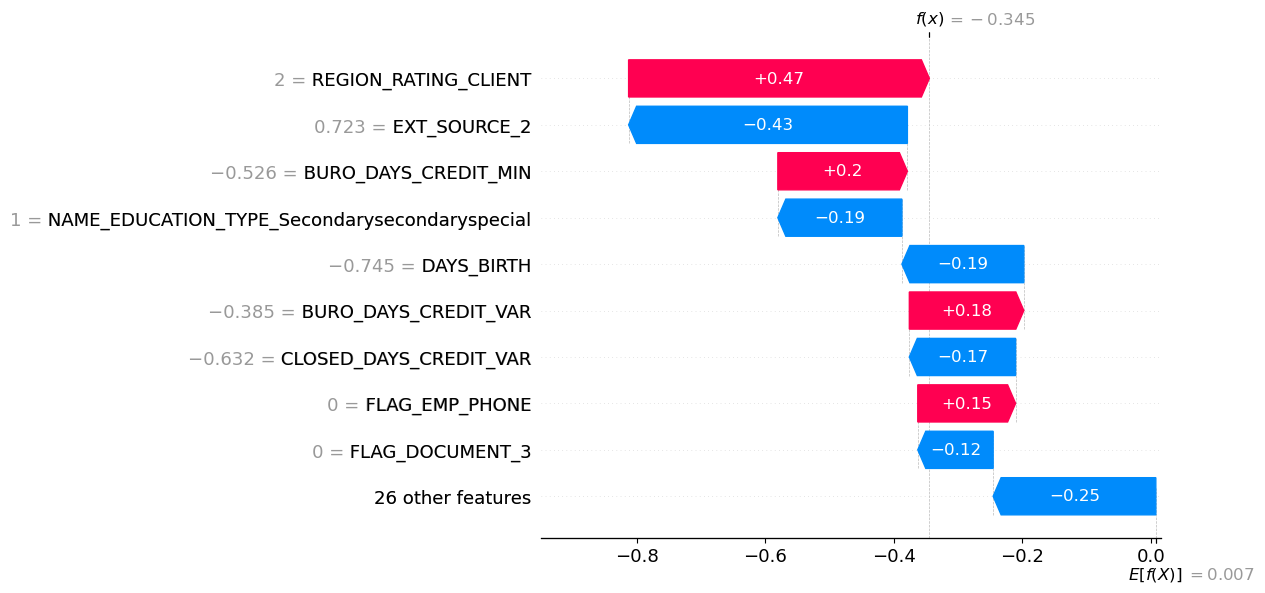 f(x) = −0.345
2 = REGION_RATING_CLIENT +0.47
0.723 = EXT_SOURCE_2 −0.43
−0.526 = BURO_DAYS_CREDIT_MIN +0.2
1 = NAME_EDUCATION_TYPE_Secondarysecondaryspecial −0.19
−0.745 = DAYS_BIRTH −0.19
−0.385 = BURO_DAYS_CREDIT_VAR +0.18
−0.632 = CLOSED_DAYS_CREDIT_VAR −0.17
0 = FLAG_EMP_PHONE +0.15
0 = FLAG_DOCUMENT_3 −0.12
26 other features −0.25
−0.8 −0.6 −0.4 −0.2 0.0
E[f(X)] = 0.007